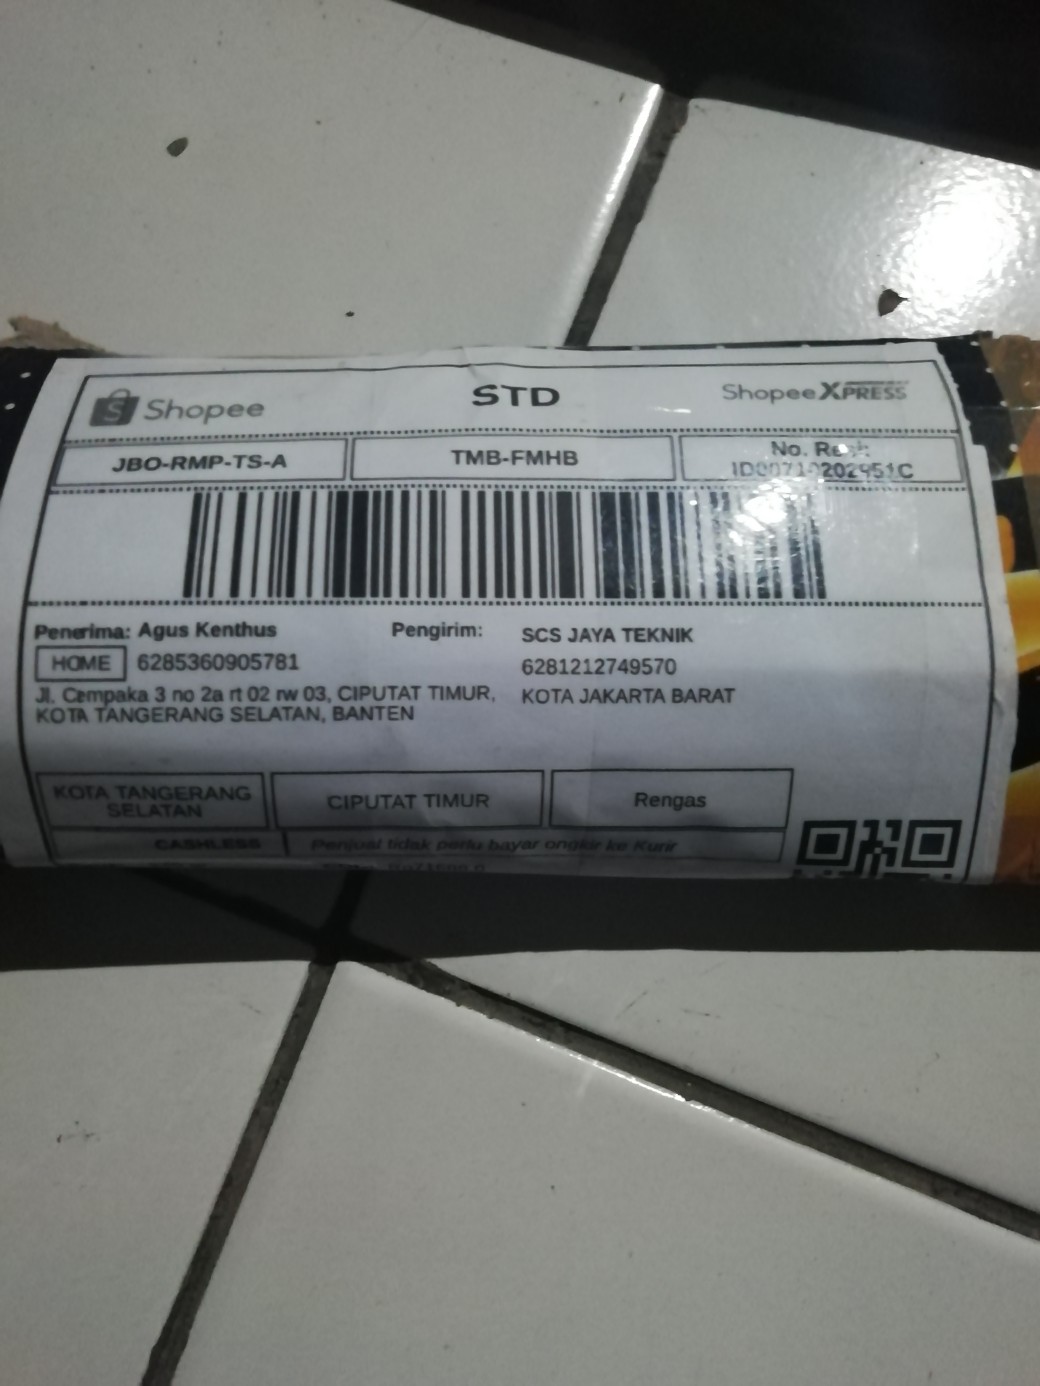 Shopee
STD
Shopee XPRESS
JBO-RMP-TS-A
TMB-FMHB
No.
Penerima: Agus Kenthus
Pengirim:
SCS JAYA TEKNIK
HOME 6285360905781
6281212749570
Jl. Cempaka 3 no 2a rt 02 rw 03, CIPUTAT TIMUR,
KOTA TANGERANG SELATAN, BANTEN
KOTA JAKARTA BARAT
KOTA TANGERANG
SELATAN
CIPUTAT TIMUR
Rengas
CASHLESS
Penjual tidak perlu bayar ongkir ke Kurir